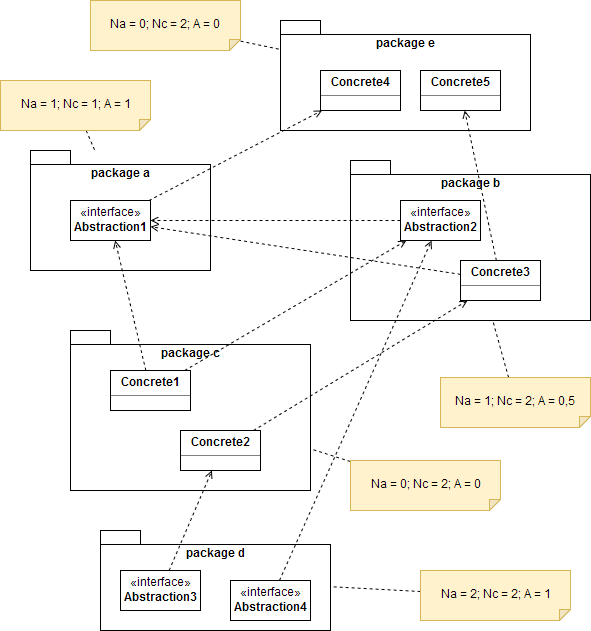 Na = 0; Nc = 2; A = 0
package e
Concrete4
Concrete5
Na = 1; Nc = 1; A = 1
package a
«interface»
Abstraction1
package b
«interface»
Abstraction2
Concrete3
package c
Concrete1
Concrete2
Na = 1; Nc = 2; A = 0,5
Na = 0; Nc = 2; A = 0
package d
«interface»
Abstraction3
«interface»
Abstraction4
Na = 2; Nc = 2; A = 1